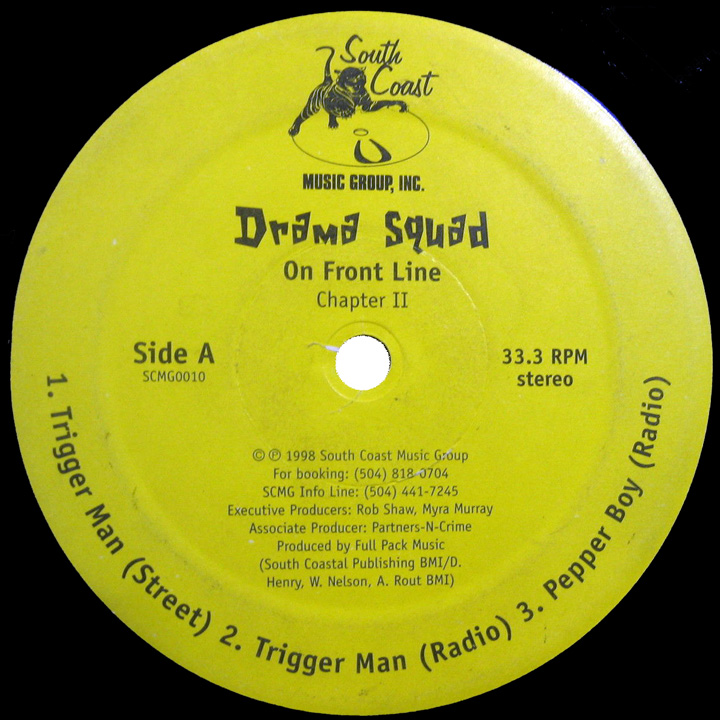 South
Coast
MUSIC GROUP, INC.
Drama Squad
On Front Line
Chapter II
Side A
SCMG0010
33.3 RPM
stereo
© ℗ 1998 South Coast Music Group
For booking: (504) 818-0704
SCMG Info Line: (504) 441-7245
Executive Producers: Rob Shaw, Myra Murray
Associate Producer: Partners-N-Crime
Produced by Full Pack Music
(South Coastal Publishing BMI/D.
Henry, W. Nelson, A. Rout BMI)
1. Trigger Man (Street) 2. Trigger Man (Radio) 3. Pepper Boy (Radio)